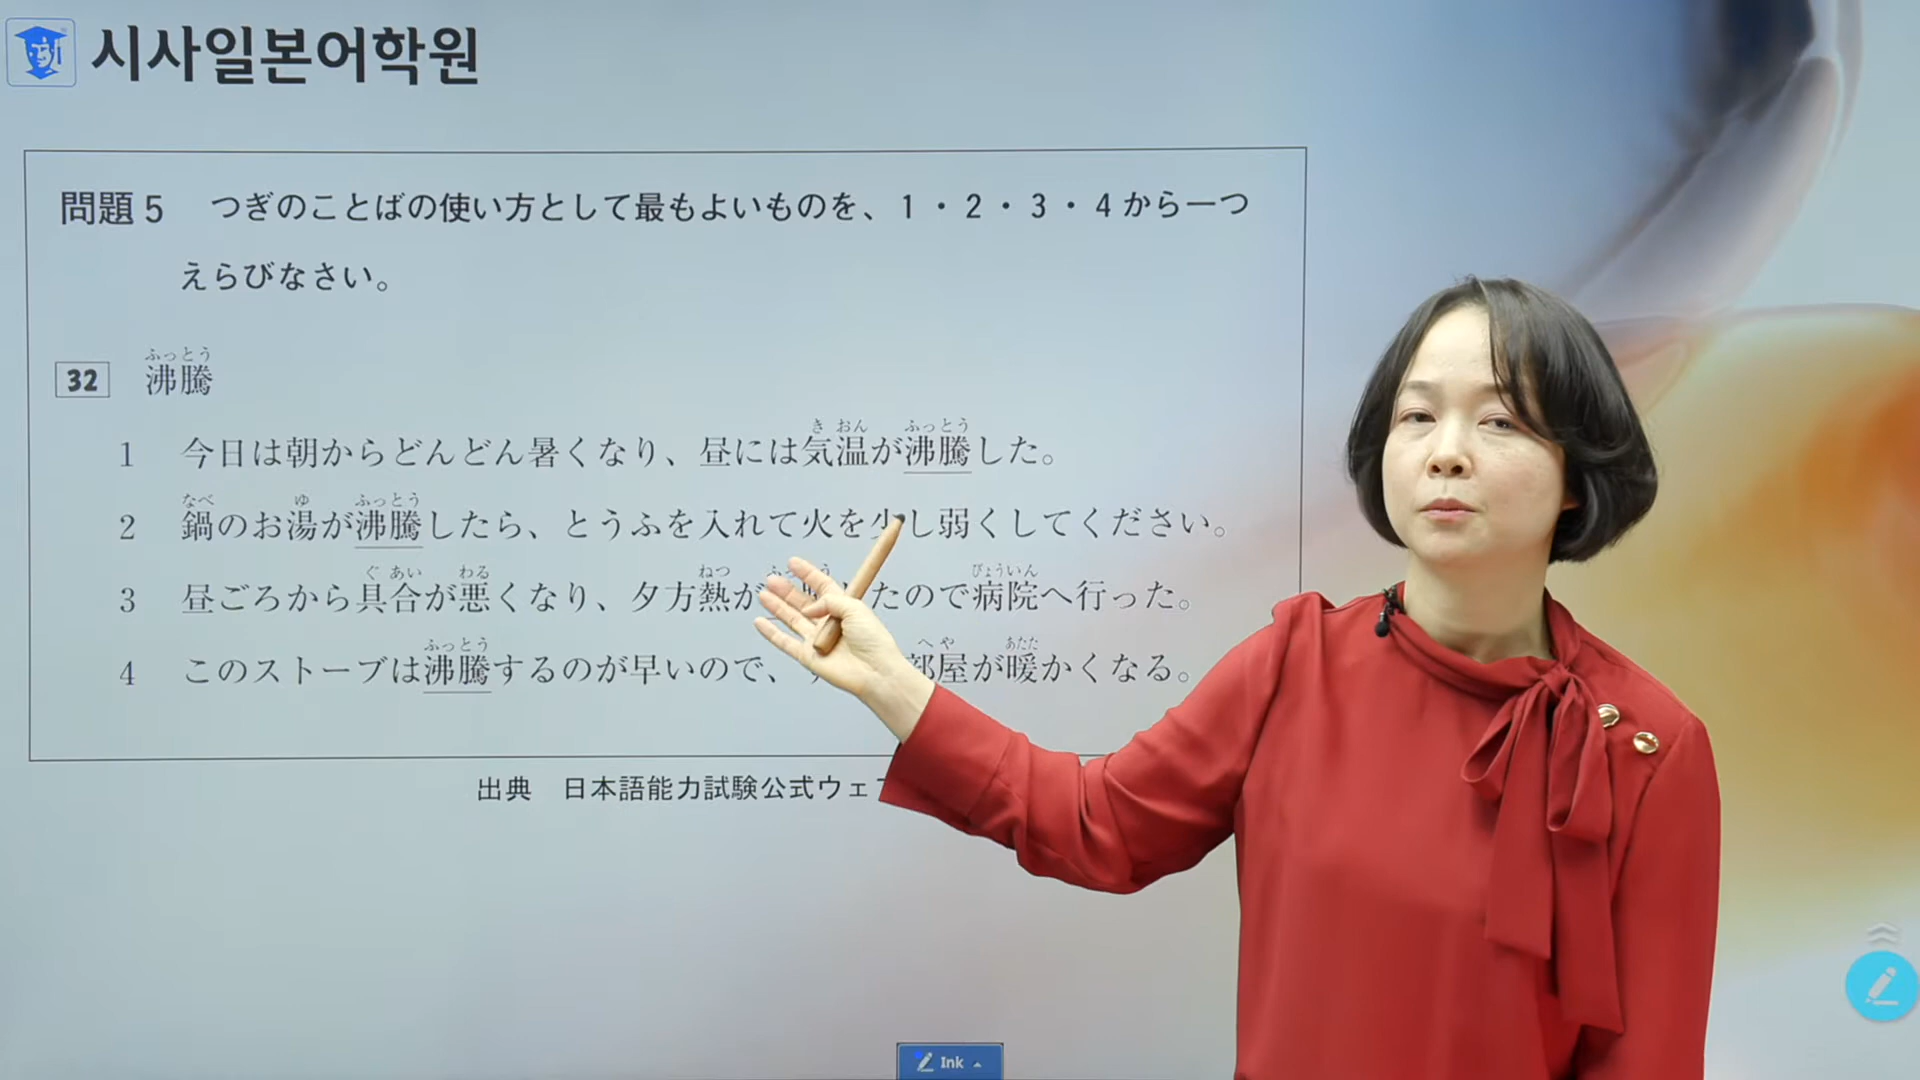 시사일본어학원
問題5 つぎのことばの使い方として最もよいものを、1・2・3・4から一つ
えらびなさい。
ふっとう
32 沸騰
き おん ふっとう
1 今日は朝からどんどん暑くなり、昼には気温が沸騰した。
なべ ゆ ふっとう
2 鍋のお湯が沸騰したら、とうふを入れて火を少し弱くしてください。
ぐ あい わる ねつ びょういん
3 昼ごろから具合が悪くなり、夕方熱が たので病院へ行った。
ふっとう へ や あたた
4 このストーブは沸騰するのが早いので、 部屋が暖かくなる。
出典 日本語能力試験公式ウェ
Ink